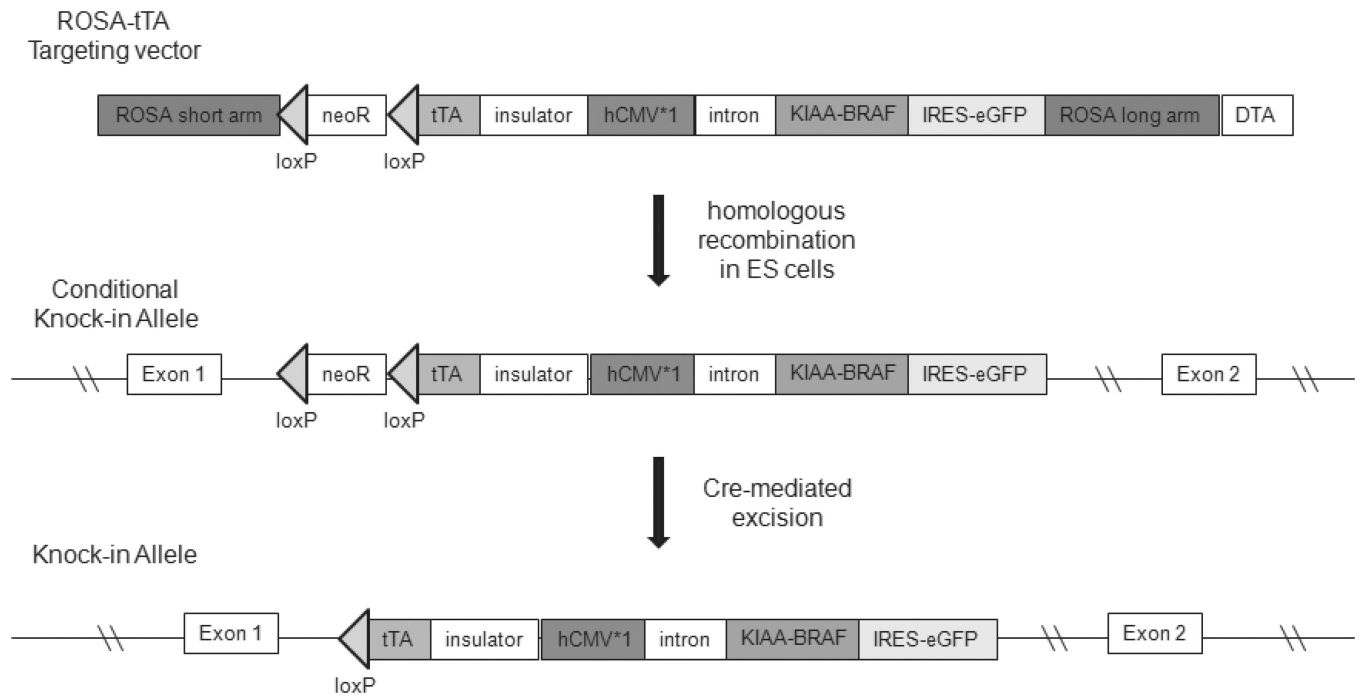 ROSA-tTA
Targeting vector
ROSA short arm neoR tTA insulator hCMV*1 intron KIAA-BRAF IRES-eGFP ROSA long arm DTA
loxP loxP
homologous
recombination
in ES cells
Conditional
Knock-in Allele
Exon 1 neoR tTA insulator hCMV*1 intron KIAA-BRAF IRES-eGFP Exon 2
loxP loxP
Cre-mediated
excision
Knock-in Allele
Exon 1 tTA insulator hCMV*1 intron KIAA-BRAF IRES-eGFP Exon 2
loxP